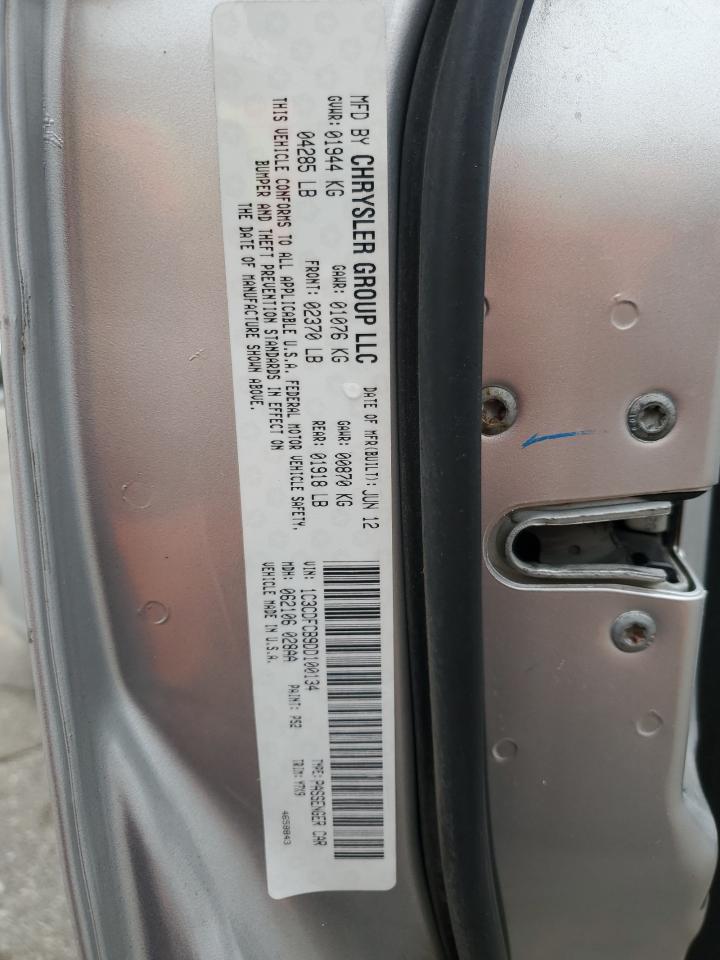 MFD BY CHRYSLER GROUP LLC DATE OF MFR(BUILT): JUN 12
GVWR: 01944 KG GAWR: 01076 KG GAWR: 00870 KG
04285 LB FRONT: 02370 LB REAR: 01918 LB
THIS VEHICLE CONFORMS TO ALL APPLICABLE U.S.A. FEDERAL MOTOR VEHICLE SAFETY,
BUMPER AND THEFT PREVENTION STANDARDS IN EFFECT ON
THE DATE OF MANUFACTURE SHOWN ABOVE.
VIN: 1C3CDFCB9DD100134 TYPE: PASSENGER CAR
MDH: 062106 028AA PAINT: PS2 TRIM: V7X9
VEHICLE MADE IN U.S.A. 4658843